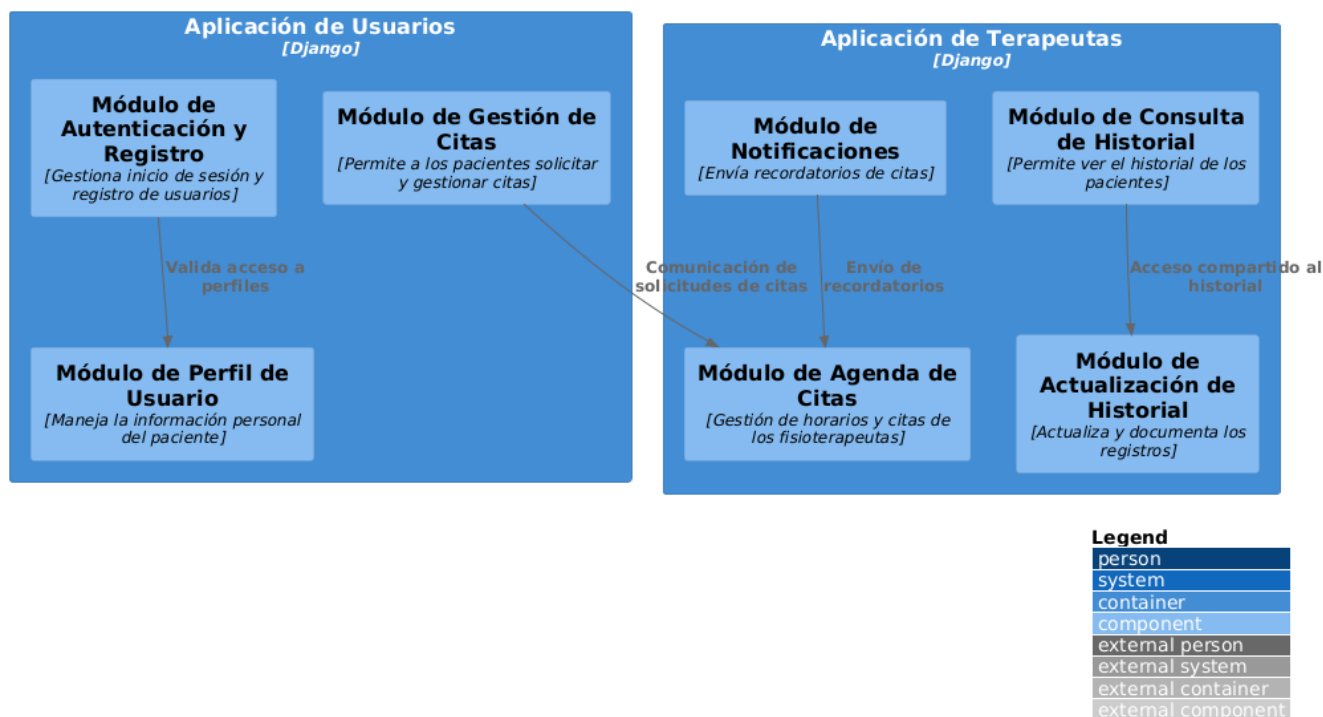 Aplicación de Usuarios
[Django]
Módulo de
Autenticación y
Registro
[Gestiona inicio de sesión y
registro de usuarios]
Módulo de Gestión de
Citas
[Permite a los pacientes solicitar
y gestionar citas]
Valida acceso a
perfiles
Módulo de Perfil de
Usuario
[Maneja la información personal
del paciente]
Aplicación de Terapeutas
[Django]
Módulo de
Notificaciones
[Envía recordatorios de citas]
Módulo de Consulta
de Historial
[Permite ver el historial de los
pacientes]
Comunicación de
solicitudes de citas
Envío de
recordatorios
Acceso compartido al
historial
Módulo de Agenda de
Citas
[Gestión de horarios y citas de
los fisioterapeutas]
Módulo de
Actualización de
Historial
[Actualiza y documenta los
registros]
Legend
person
system
container
component
external person
external system
external container
external component